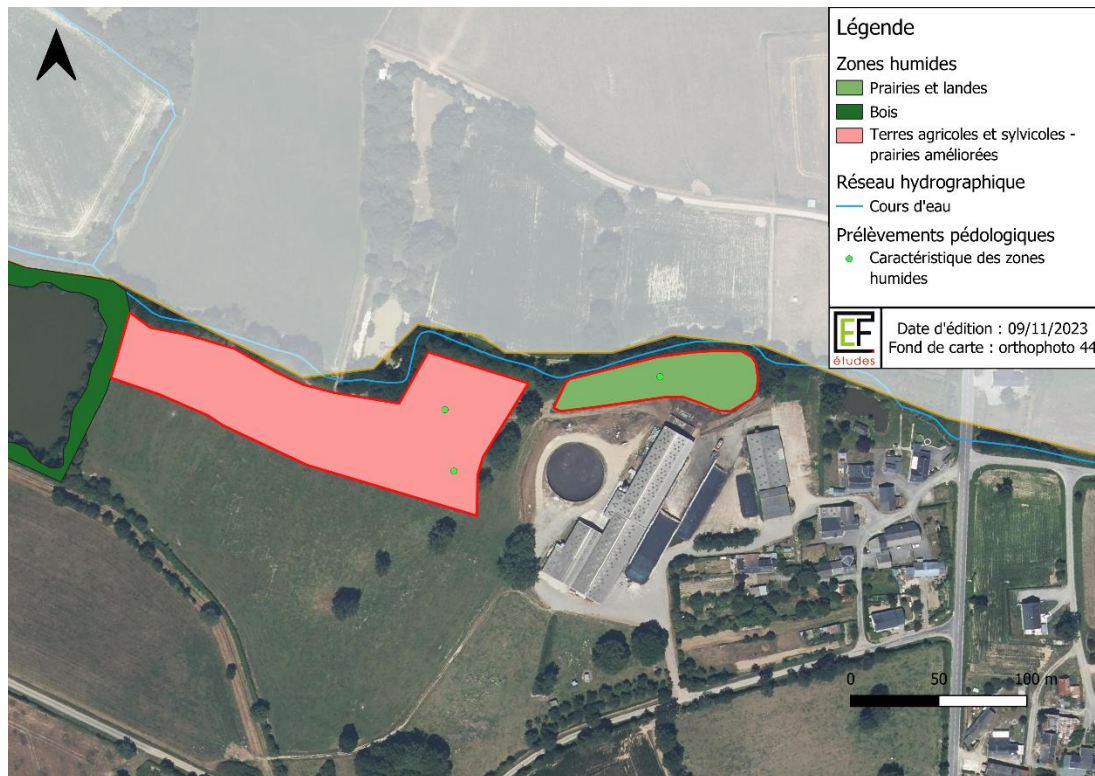 Légende
Zones humides
Prairies et landes
Bois
Terres agricoles et sylvicoles -
prairies améliorées
Réseau hydrographique
Cours d'eau
Prélèvements pédologiques
Caractéristique des zones
humides
EF
études
Date d'édition : 09/11/2023
Fond de carte : orthophoto 44
0 50 100 m